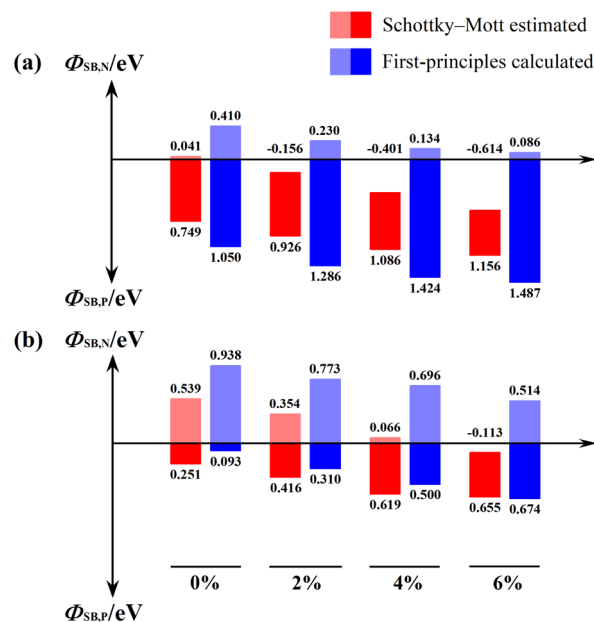 Schottky–Mott estimated
First-principles calculated
(a)
ΦSB,N/eV
0.041 0.410 -0.156 0.230 -0.401 0.134 -0.614 0.086
0.749 1.050 0.926 1.286 1.086 1.424 1.156 1.487
ΦSB,P/eV
(b)
ΦSB,N/eV
0.539 0.938 0.354 0.773 0.066 0.696 -0.113 0.514
0.251 0.093 0.416 0.310 0.619 0.500 0.655 0.674
0% 2% 4% 6%
ΦSB,P/eV